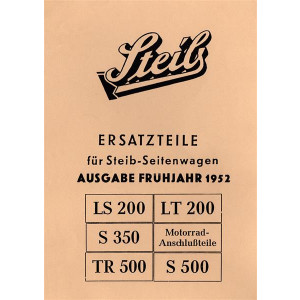 Steib
ERSATZTEILE
für Steib-Seitenwagen
AUSGABE FRUHJAHR 1952
LS 200
LT 200
S 350
Motorrad-
Anschlußteile
TR 500
S 500